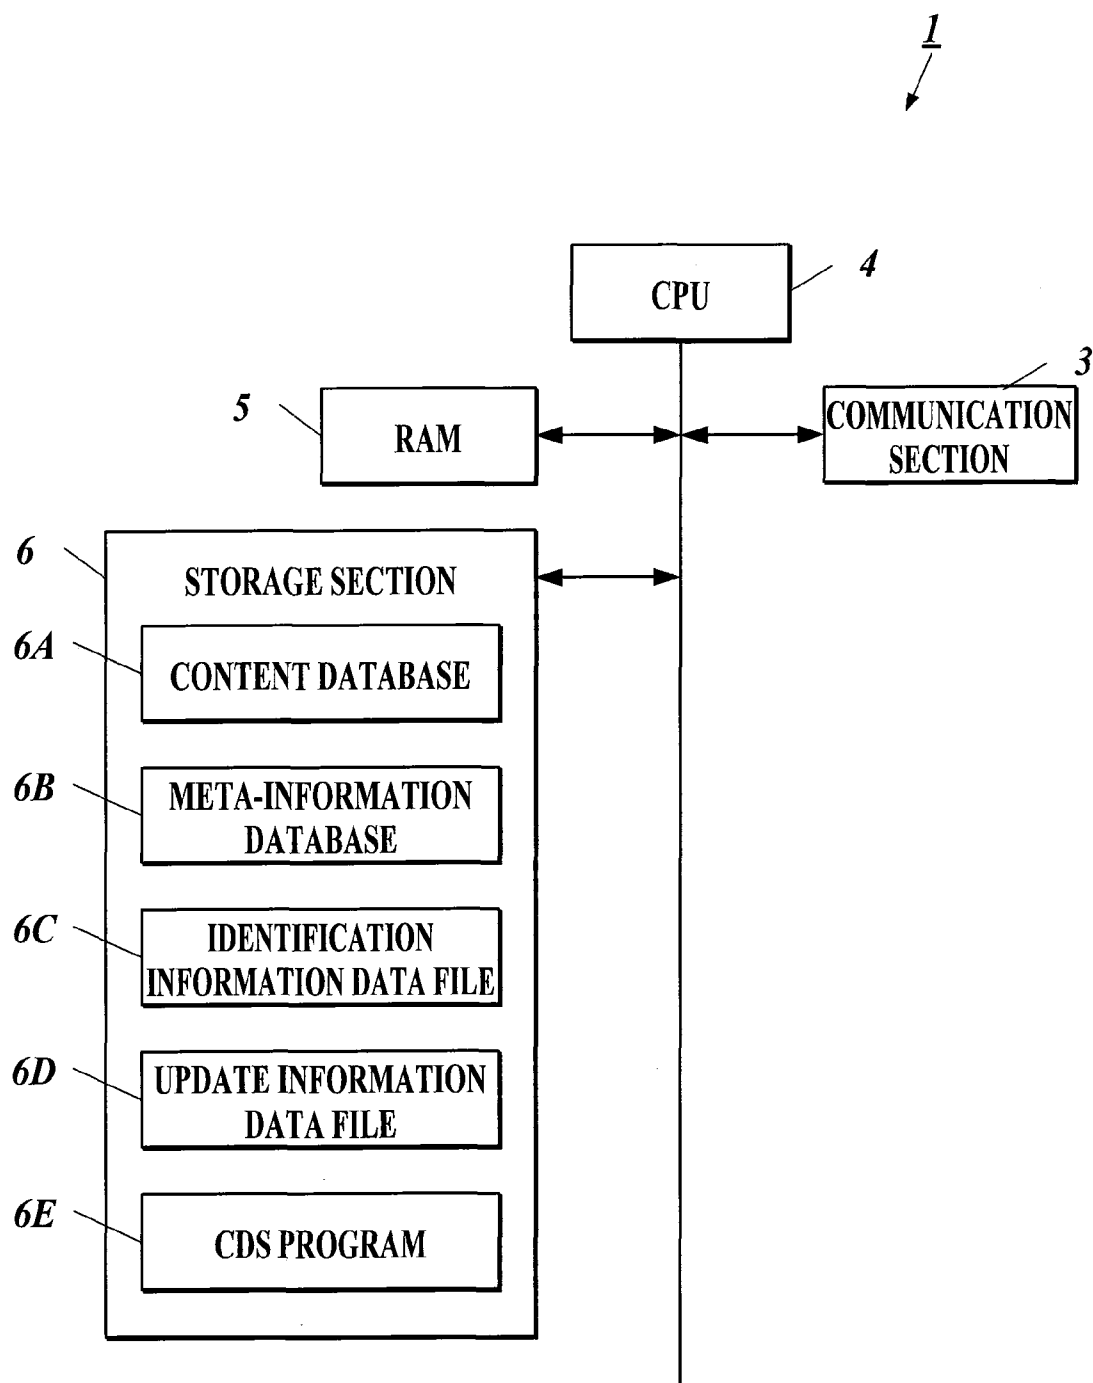 1
CPU
4
5
RAM
3
COMMUNICATION
SECTION
6
STORAGE SECTION
6A
CONTENT DATABASE
6B
META-INFORMATION
DATABASE
6C
IDENTIFICATION
INFORMATION DATA FILE
6D
UPDATE INFORMATION
DATA FILE
6E
CDS PROGRAM